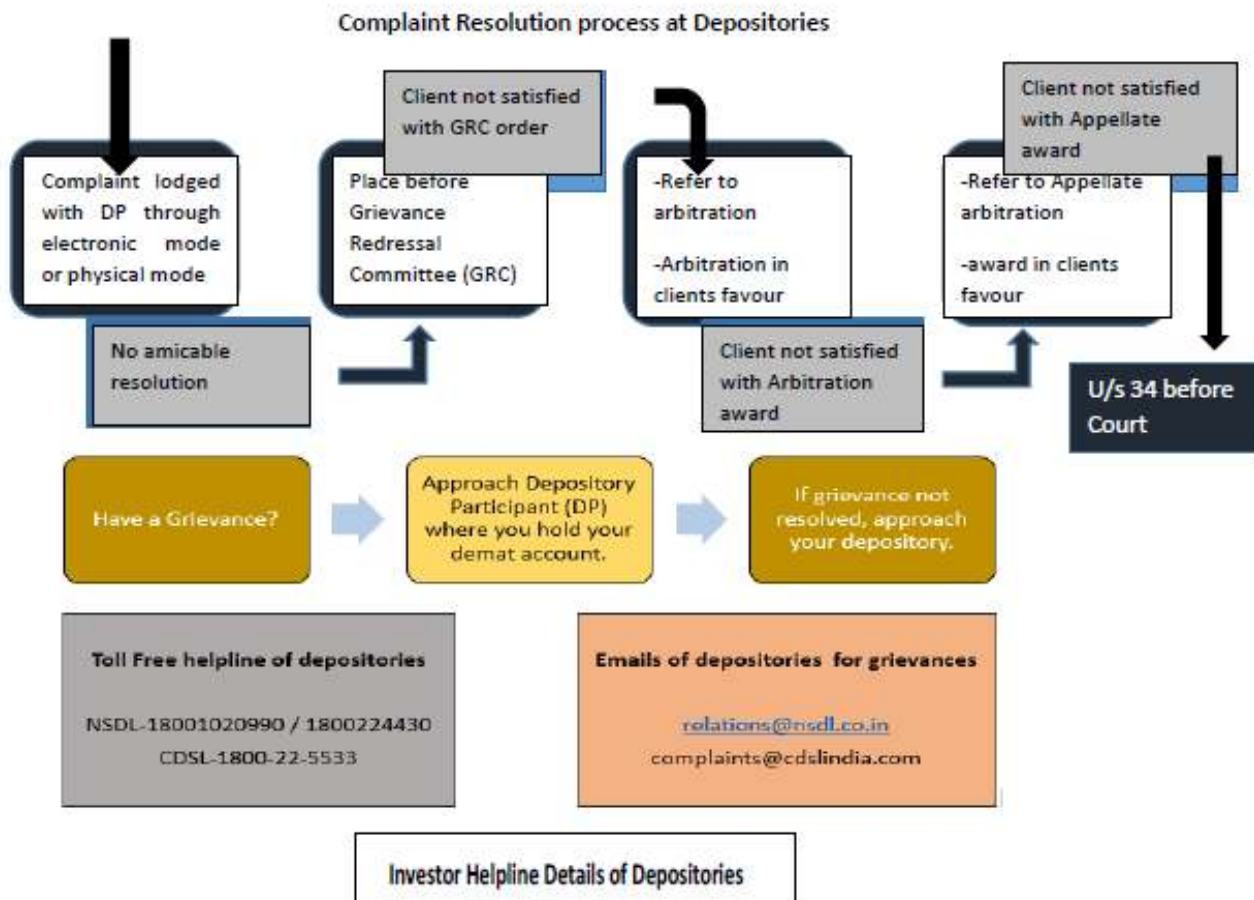 Complaint Resolution process at Depositories
Complaint lodged
with DP through
electronic mode
or physical mode
No amicable
resolution
Place before
Grievance
Redressal
Committee (GRC)
Client not satisfied
with GRC order
-Refer to
arbitration
-Arbitration in
clients favour
Client not satisfied
with Arbitration
award
-Refer to Appellate
arbitration
-award in clients
favour
Client not satisfied
with Appellate
award
U/s 34 before
Court
Have a Grievance?
Approach Depository
Participant (DP)
where you hold your
demat account.
If grievance not
resolved, approach
your depository.
Toll Free helpline of depositories
NSDL-18001020990 / 1800224430
CDSL-1800-22-5533
Emails of depositories for grievances
relations@nsdl.co.in
complaints@cdslindia.com
Investor Helpline Details of Depositories